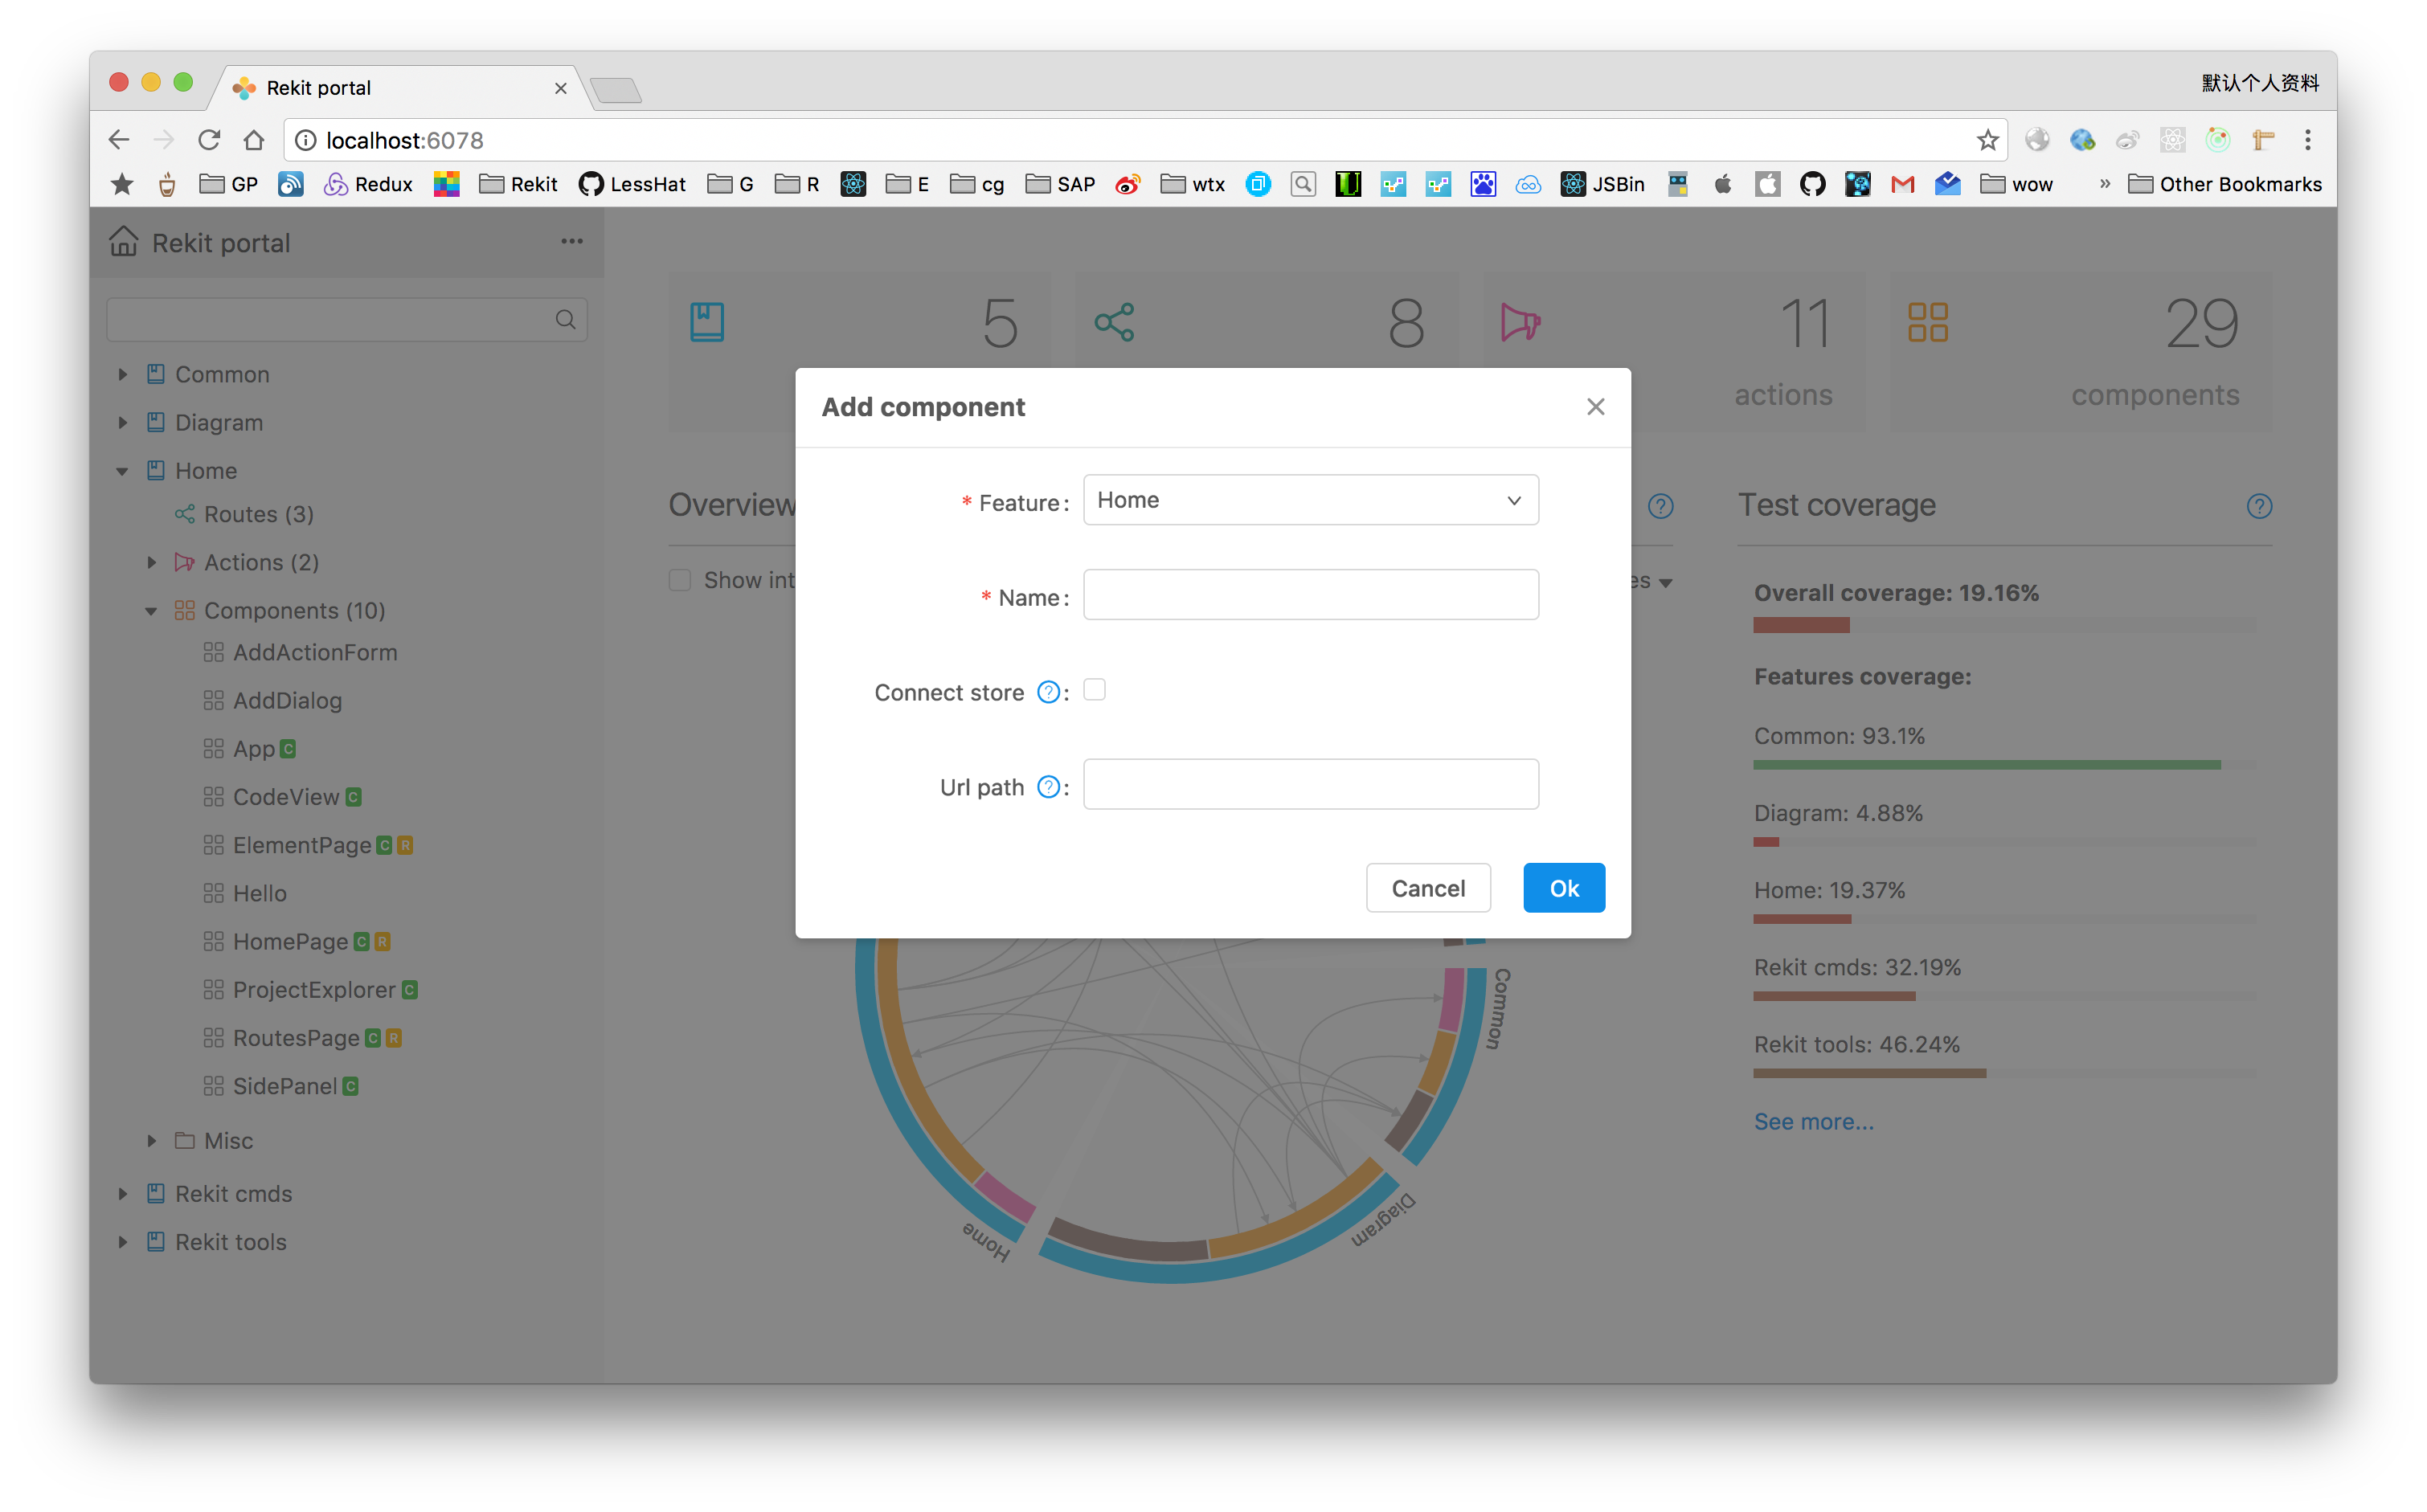 Rekit portal
默认个人资料
localhost:6078
GP
Redux
Rekit
LessHat
G
R
E
cg
SAP
wtx
JSBin
wow
»
Other Bookmarks
Rekit portal
5
8
11
actions
29
components
Common
Diagram
Home
Routes (3)
Actions (2)
Components (10)
AddActionForm
AddDialog
App C
CodeView C
ElementPage C R
Hello
HomePage C R
ProjectExplorer C
RoutesPage C R
SidePanel C
Misc
Rekit cmds
Rekit tools
Add component
* Feature:
Home
* Name:
Connect store ? :
Url path ? :
Cancel
Ok
Overview
?
Show int
es
Common
Diagram
Home
Test coverage
?
Overall coverage: 19.16%
Features coverage:
Common: 93.1%
Diagram: 4.88%
Home: 19.37%
Rekit cmds: 32.19%
Rekit tools: 46.24%
See more...